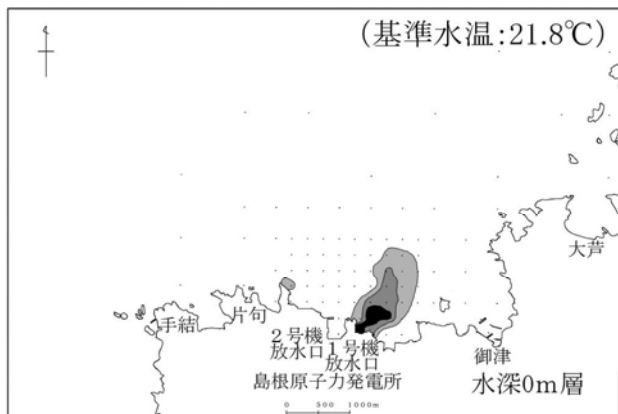 (基準水温:21.8℃)
大芦
手結
片句
2号機
放水口
1号機
放水口
御津
島根原子力発電所
水深0m層
0 500 1000m